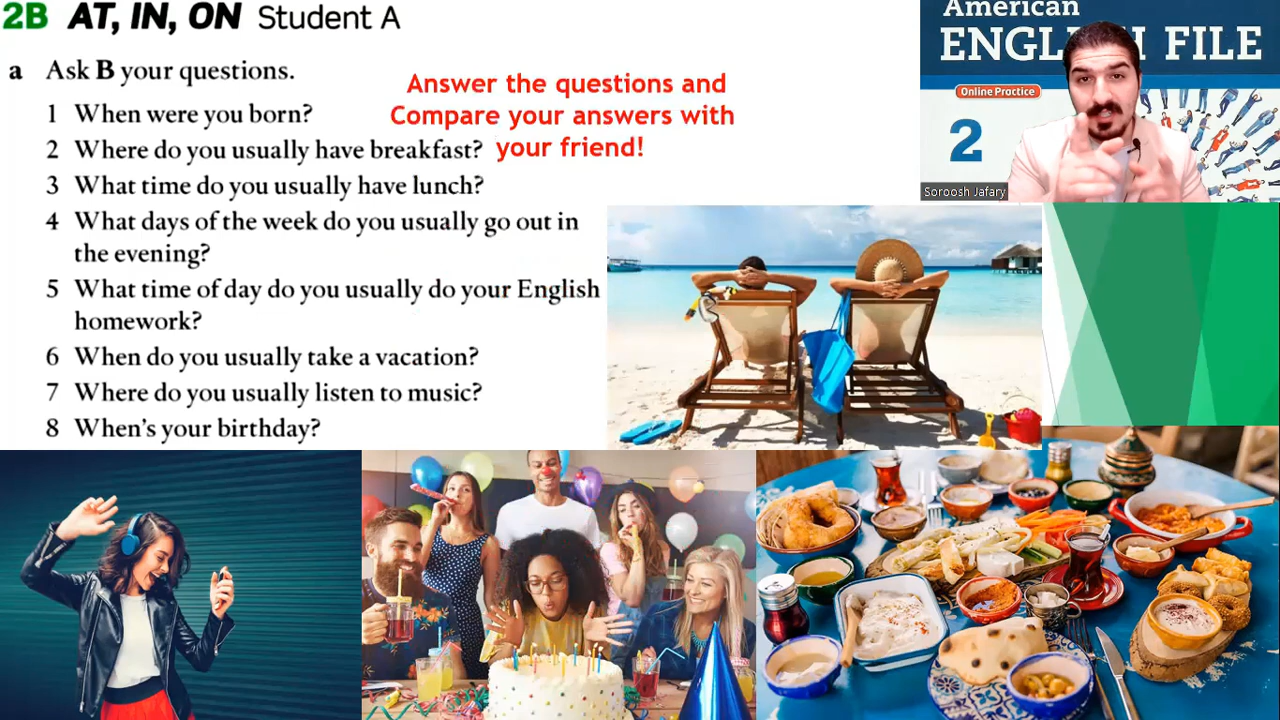 2B AT, IN, ON Student A
a Ask B your questions.
1 When were you born?
2 Where do you usually have breakfast?
3 What time do you usually have lunch?
4 What days of the week do you usually go out in
the evening?
5 What time of day do you usually do your English
homework?
6 When do you usually take a vacation?
7 Where do you usually listen to music?
8 When's your birthday?
Answer the questions and
Compare your answers with
your friend!
American
ENGL H FILE
Online Practice
2
Soroosh Jafary